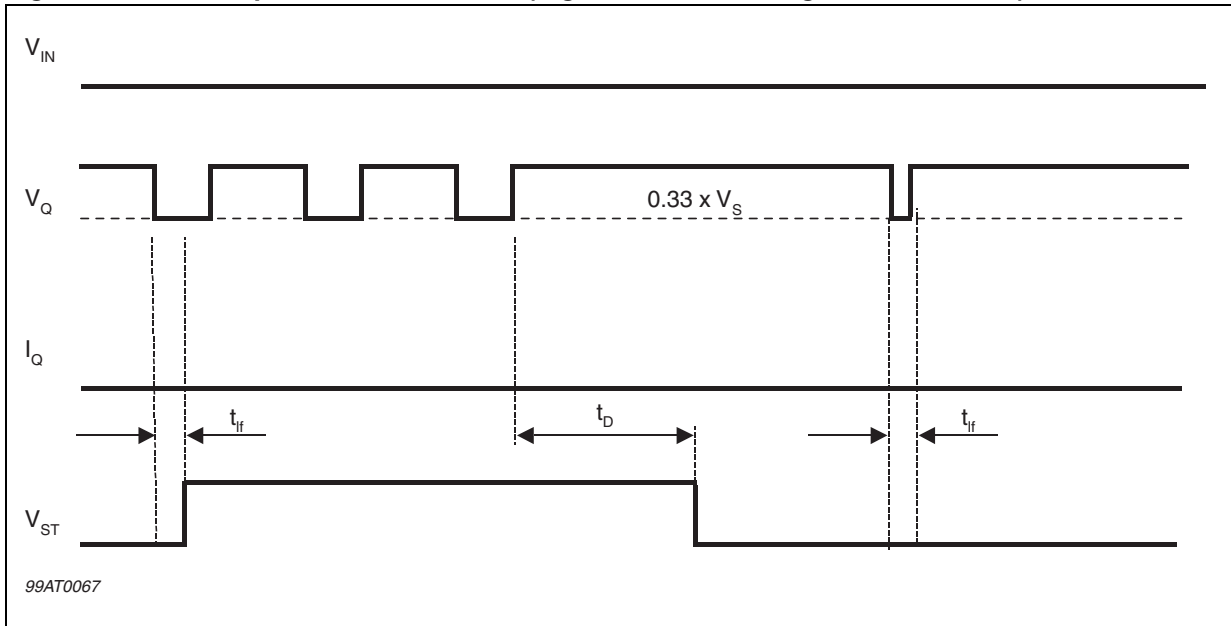 V_IN
V_Q
0.33 x V_S
I_Q
t_lf
t_D
t_lf
V_ST
99AT0067